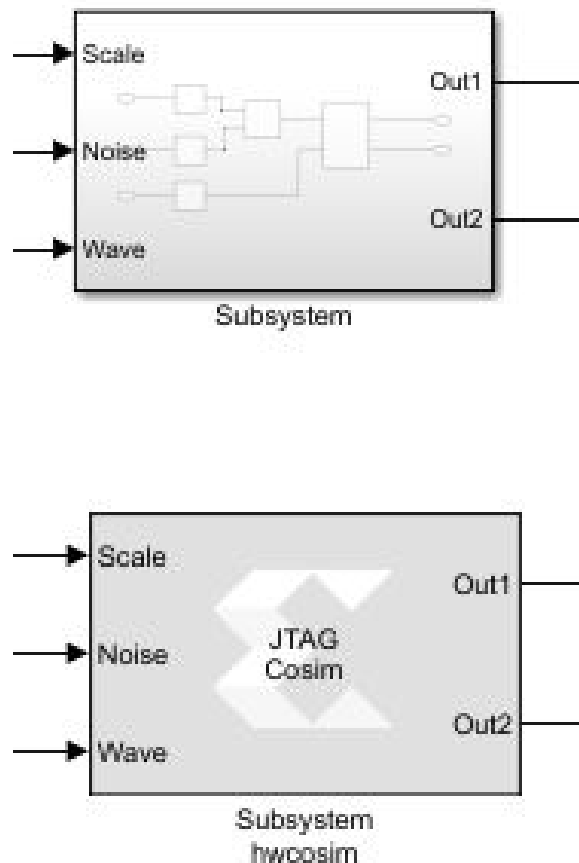 Scale
Out1
Noise
Out2
Wave
Subsystem
Scale
Out1
JTAG
Noise
Cosim
Out2
Wave
Subsystem
hwcosim